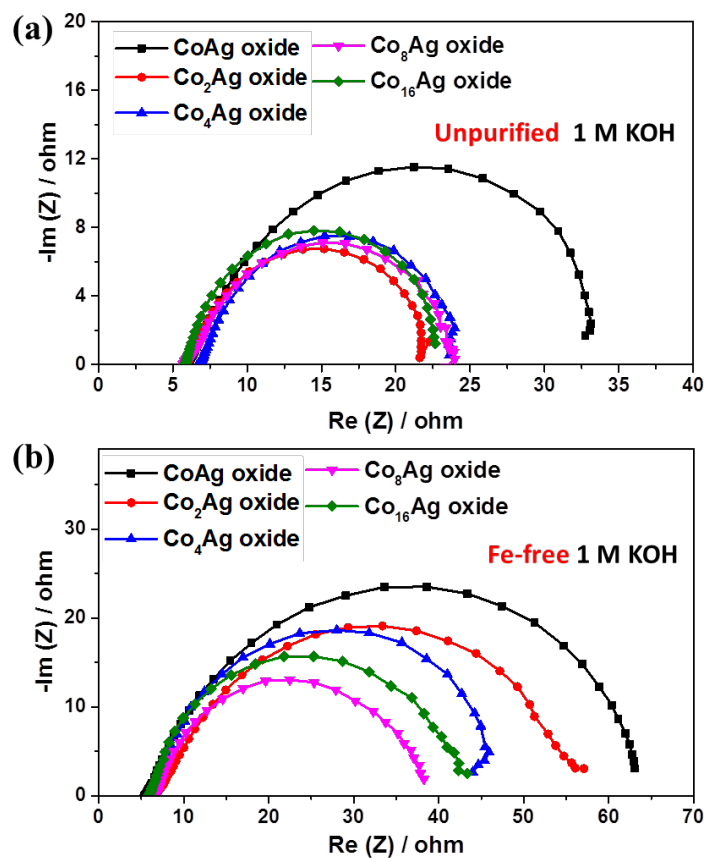 (a)
20
16
12
8
4
0
-Im (Z) / ohm
CoAg oxide
Co₂Ag oxide
Co₄Ag oxide
Co₈Ag oxide
Co₁₆Ag oxide
Unpurified 1 M KOH
0 5 10 15 20 25 30 35 40
Re (Z) / ohm
(b)
30
20
10
0
-Im (Z) / ohm
CoAg oxide
Co₂Ag oxide
Co₄Ag oxide
Co₈Ag oxide
Co₁₆Ag oxide
Fe-free 1 M KOH
0 10 20 30 40 50 60 70
Re (Z) / ohm